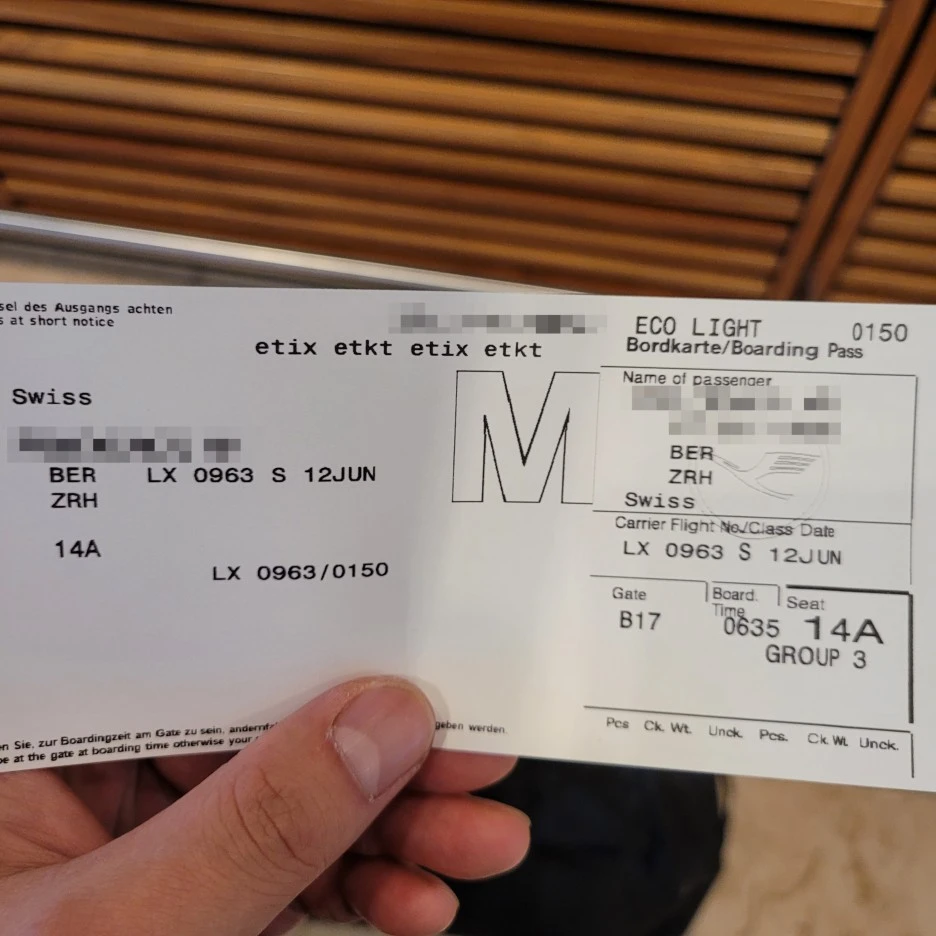 sel des Ausgangs achten
s at short notice
etix etkt etix etkt
Swiss
BER LX 0963 S 12JUN
ZRH
14A
LX 0963/0150
M
n Sie, zur Boardingzeit am Gate zu sein, geben werden.
e at the gate at boarding time otherwise your
ECO LIGHT 0150
Bordkarte/Boarding Pass
Name of passenger
BER
ZRH
Swiss
Carrier Flight No./Class Date
LX 0963 S 12JUN
Gate Board. Time Seat
B17 0635 14A
GROUP 3
Pcs Ck. Wt. Unck. Pcs. Ck. Wt. Unck.